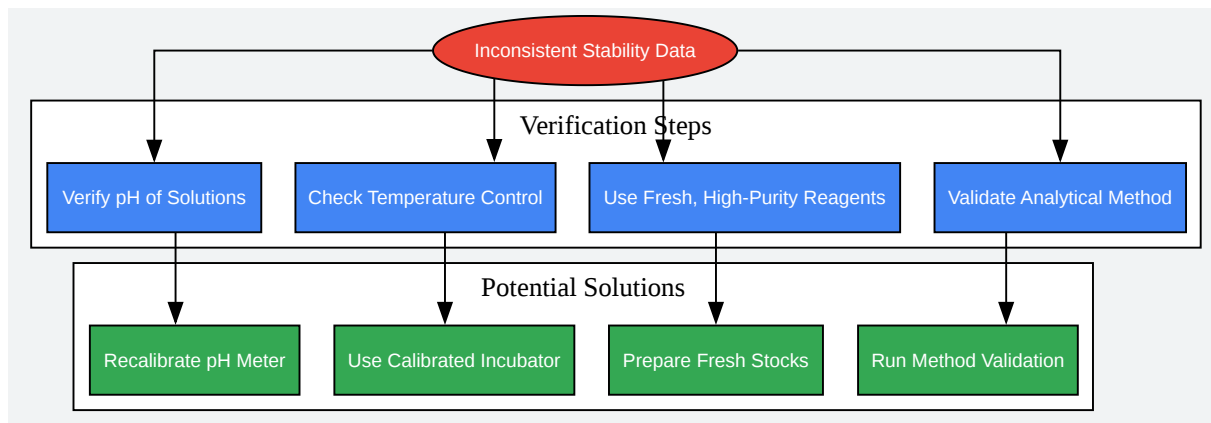 Inconsistent Stability Data
Verification Steps
Verify pH of Solutions
Check Temperature Control
Use Fresh, High-Purity Reagents
Validate Analytical Method
Potential Solutions
Recalibrate pH Meter
Use Calibrated Incubator
Prepare Fresh Stocks
Run Method Validation